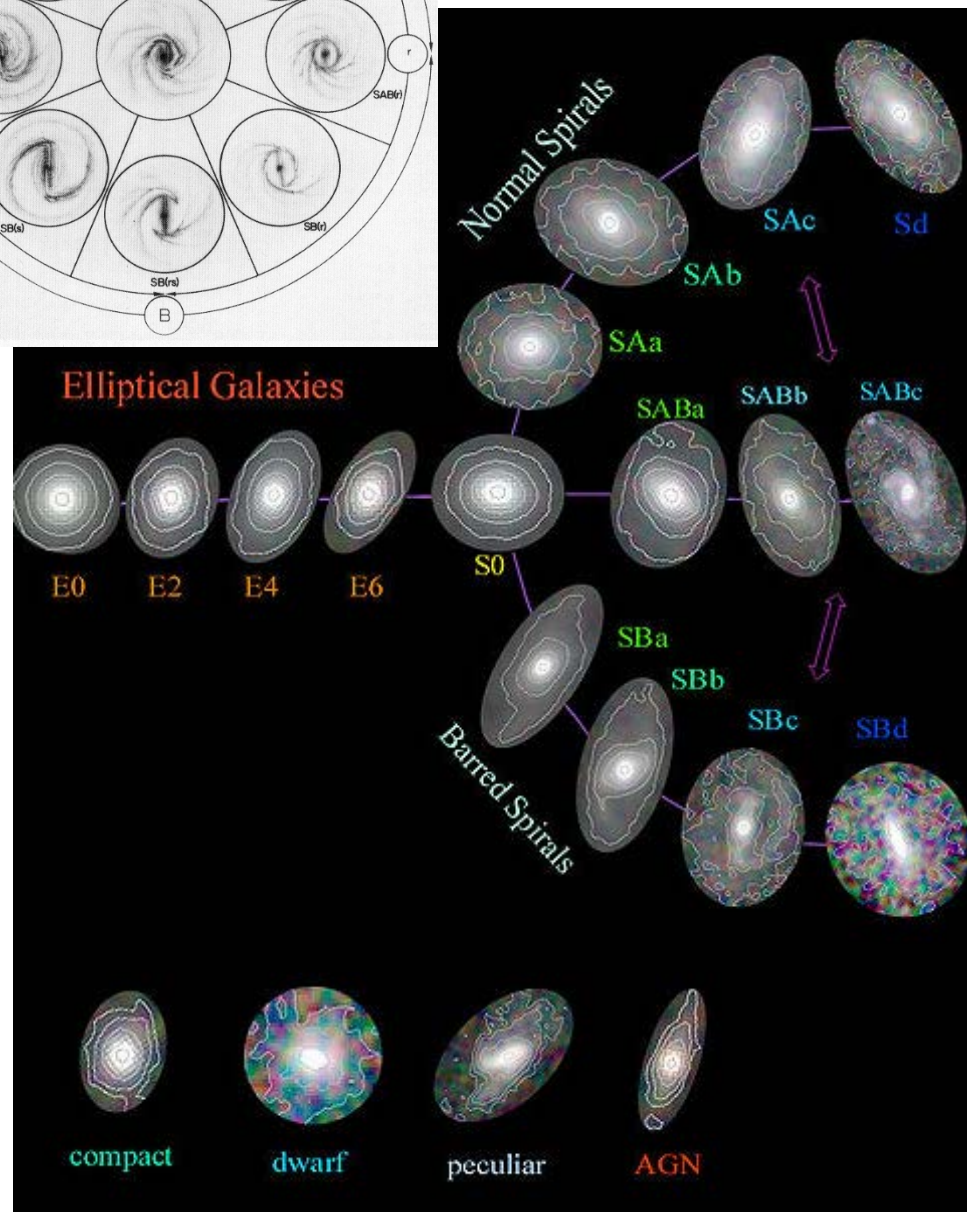 r
SAB(r)
SB(s)
SB(r)
SB(rs)
B
Normal Spirals
SAc
Sd
SAb
SAa
Elliptical Galaxies
SABa
SABb
SABc
E0
E2
E4
E6
S0
SBa
SBb
SBc
SBd
Barred Spirals
compact
dwarf
peculiar
AGN